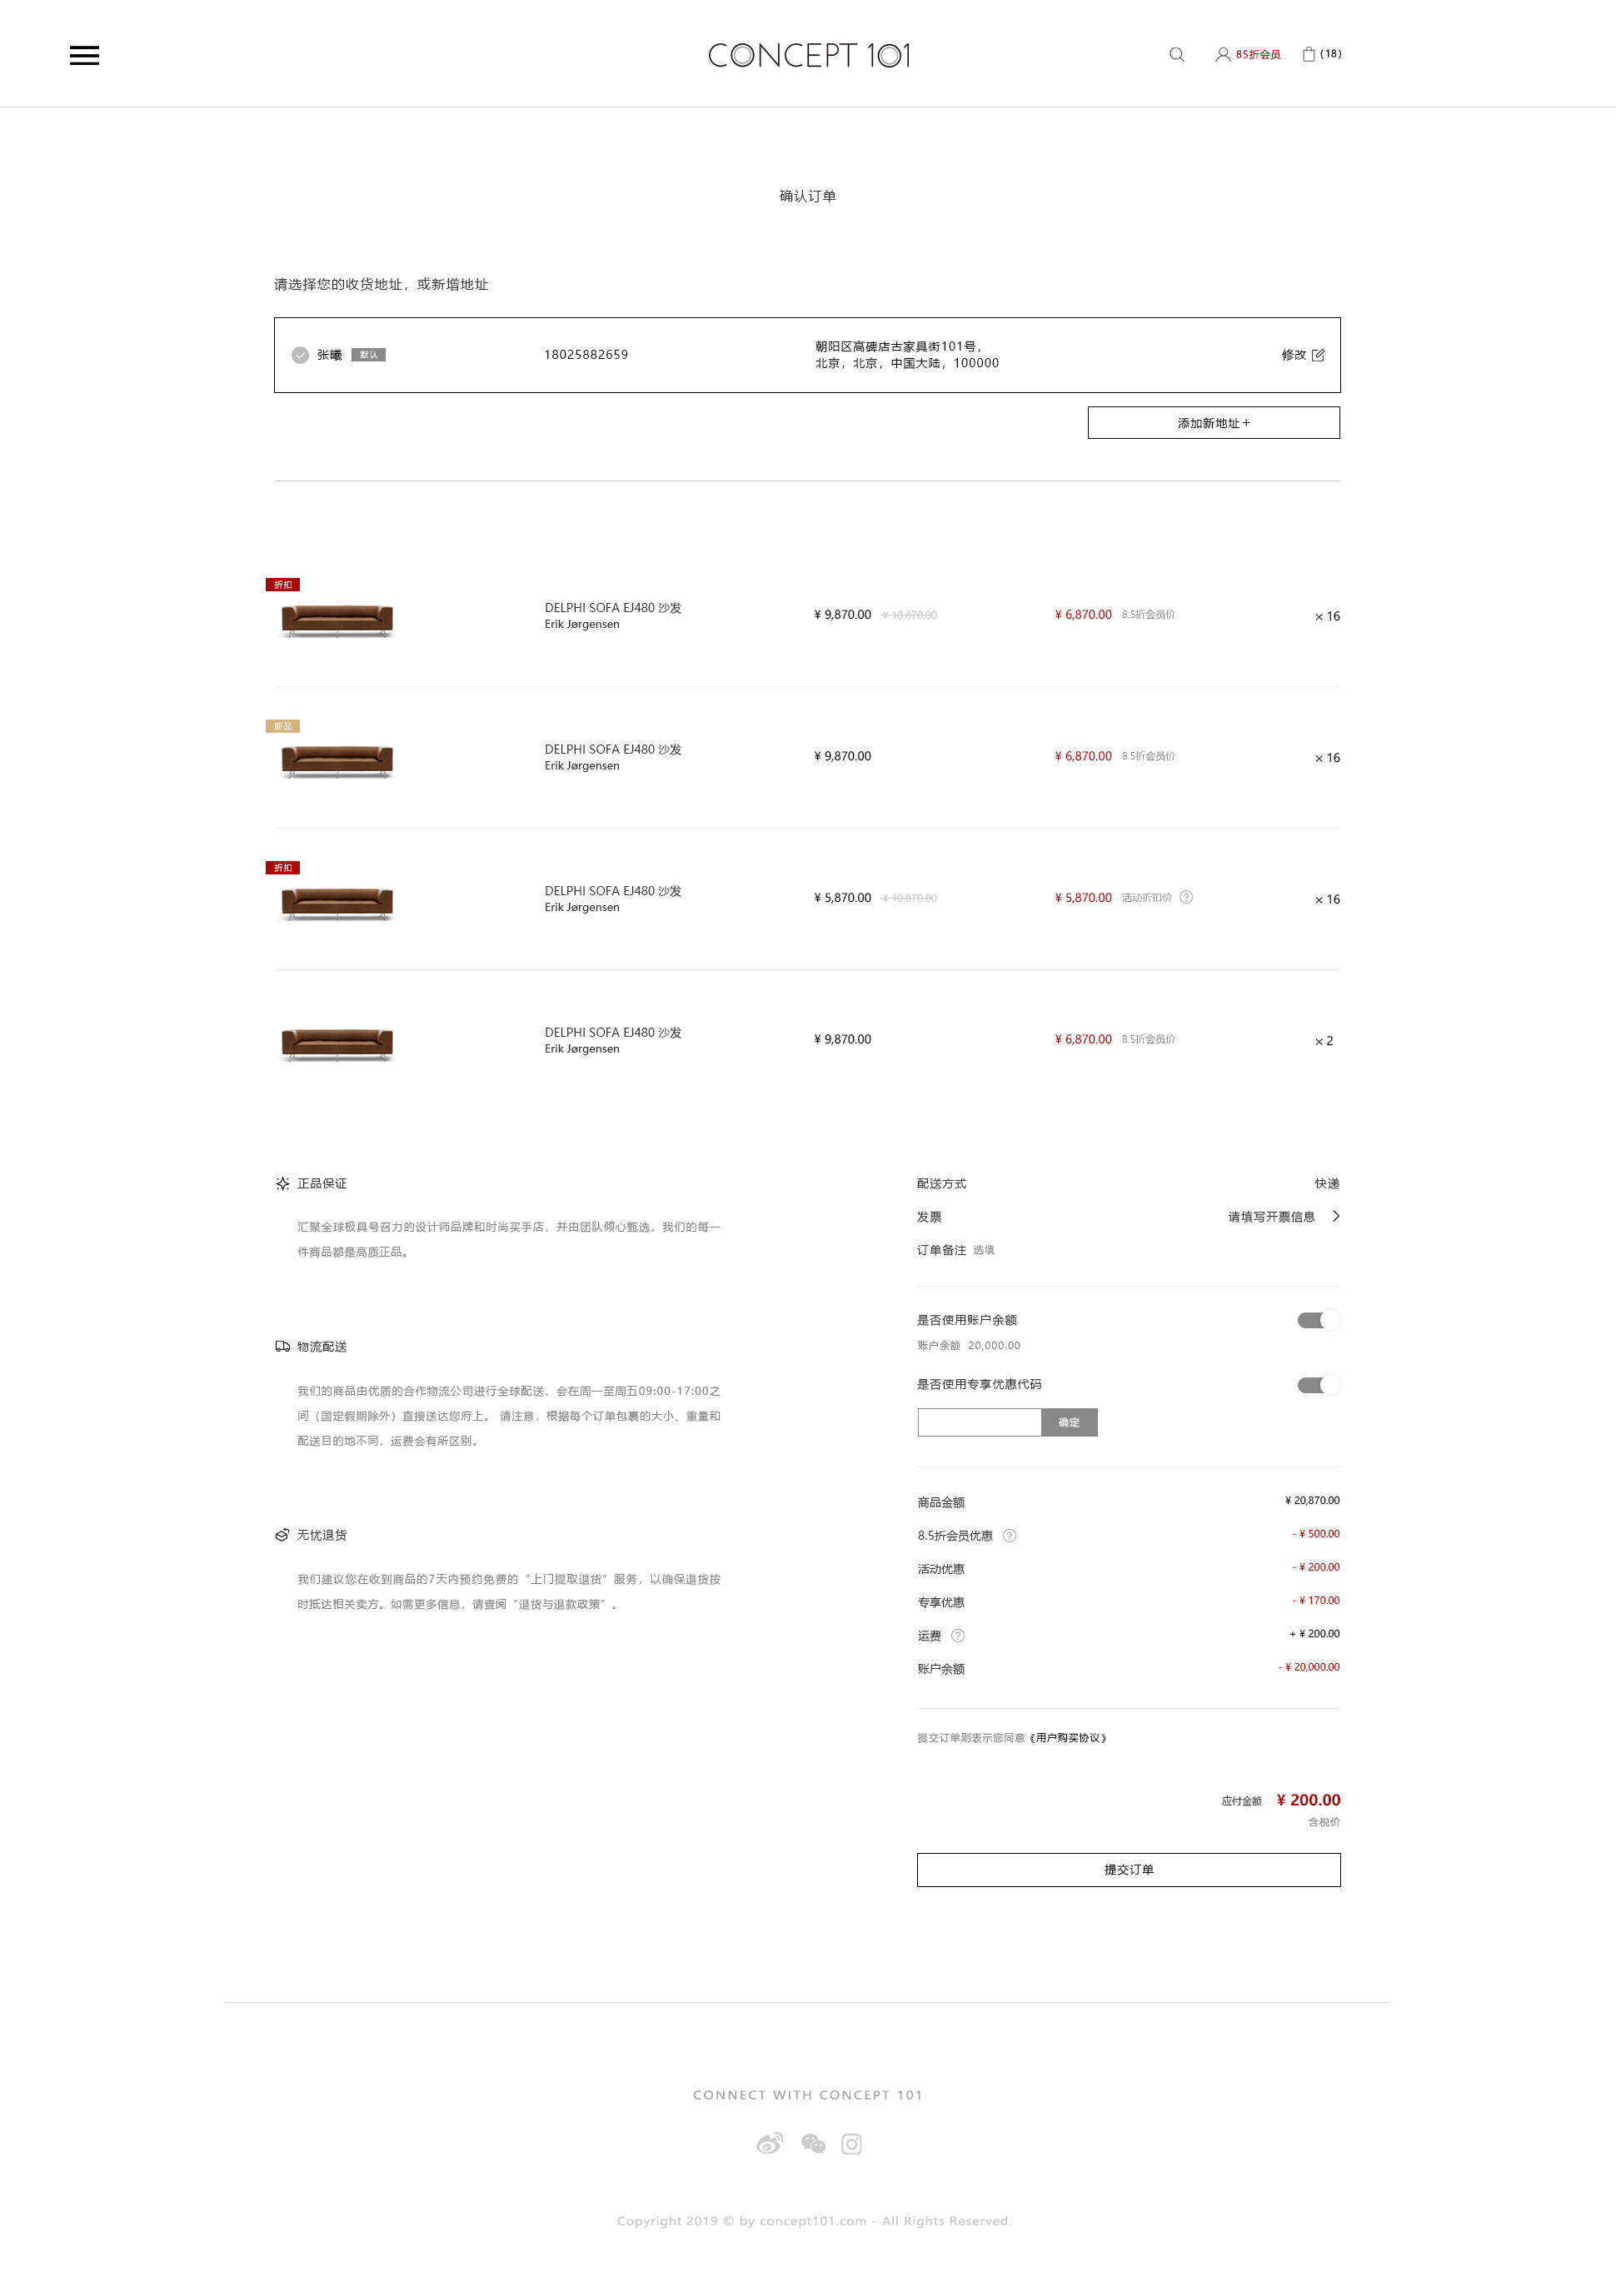 CONCEPT 101
85折会员
(18)
确认订单
请选择您的收货地址，或新增地址
张曦 默认
18025882659
朝阳区高碑店古家具街101号，
北京，北京，中国大陆，100000
修改
添加新地址+
折扣
DELPHI SOFA EJ480 沙发
Erik Jørgensen
¥ 9,870.00 ¥ 10,870.00
¥ 6,870.00 8.5折会员价
× 16
新品
DELPHI SOFA EJ480 沙发
Erik Jørgensen
¥ 9,870.00
¥ 6,870.00 8.5折会员价
× 16
折扣
DELPHI SOFA EJ480 沙发
Erik Jørgensen
¥ 5,870.00 ¥ 10,870.00
¥ 5,870.00 活动折扣价 ?
× 16
DELPHI SOFA EJ480 沙发
Erik Jørgensen
¥ 9,870.00
¥ 6,870.00 8.5折会员价
× 2
正品保证
汇聚全球极具号召力的设计师品牌和时尚买手店，并由团队倾心甄选，我们的每一
件商品都是高质正品。
物流配送
我们的商品由优质的合作物流公司进行全球配送，会在周一至周五09:00-17:00之
间（国定假期除外）直接送达您府上。 请注意，根据每个订单包裹的大小、重量和
配送目的地不同，运费会有所区别。
无忧退货
我们建议您在收到商品的7天内预约免费的“上门提取退货”服务，以确保退货按
时抵达相关卖方。如需更多信息，请查阅“退货与退款政策”。
配送方式 快递
发票 请填写开票信息
订单备注 选填
是否使用账户余额
账户余额 20,000.00
是否使用专享优惠代码
确定
商品金额 ¥ 20,870.00
8.5折会员优惠 ? - ¥ 500.00
活动优惠 - ¥ 200.00
专享优惠 - ¥ 170.00
运费 ? + ¥ 200.00
账户余额 - ¥ 20,000.00
提交订单则表示您同意《用户购买协议》
应付金额 ¥ 200.00
含税价
提交订单
CONNECT WITH CONCEPT 101
Copyright 2019 © by concept101.com - All Rights Reserved.